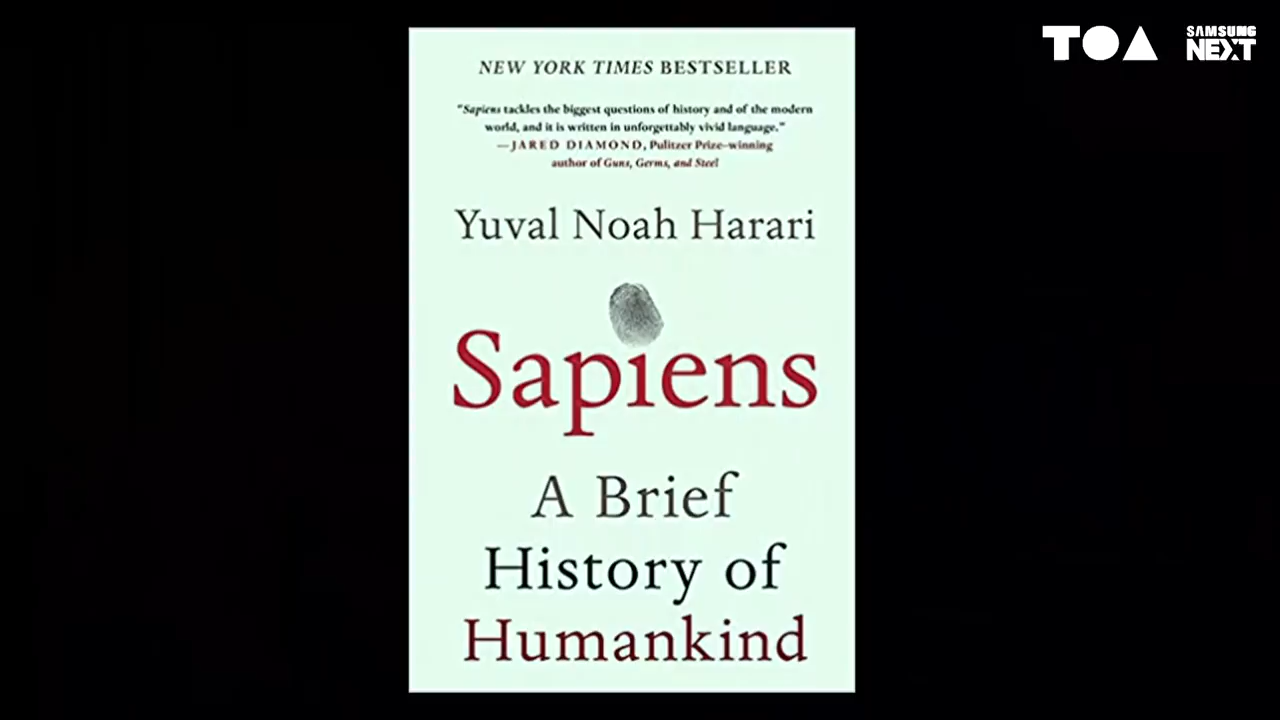 TOA
SAMSUNG
NEXT
NEW YORK TIMES BESTSELLER
"Sapiens tackles the biggest questions of history and of the modern
world, and it is written in unforgettably vivid language."
—JARED DIAMOND, Pulitzer Prize–winning
author of Guns, Germs, and Steel
Yuval Noah Harari
Sapiens
A Brief
History of
Humankind